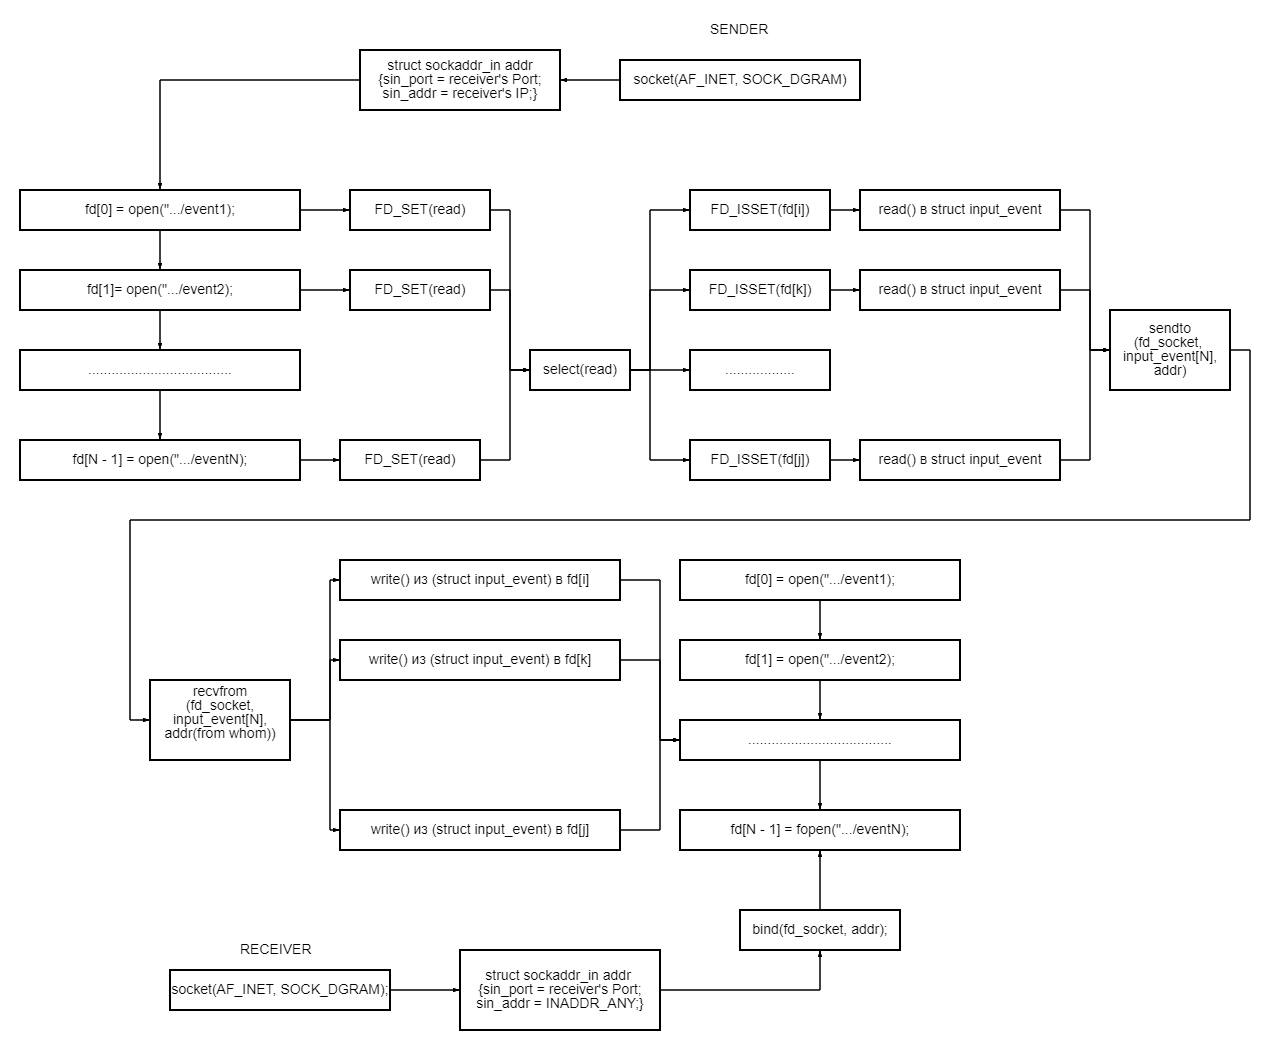 SENDER
struct sockaddr_in addr
{sin_port = receiver's Port;
sin_addr = receiver's IP;}
socket(AF_INET, SOCK_DGRAM)
fd[0] = open(".../event1);
FD_SET(read)
FD_ISSET(fd[i])
read() в struct input_event
fd[1]= open(".../event2);
FD_SET(read)
FD_ISSET(fd[k])
read() в struct input_event
sendto
(fd_socket,
input_event[N],
addr)
.....................................
select(read)
..................
fd[N - 1] = open(".../eventN);
FD_SET(read)
FD_ISSET(fd[j])
read() в struct input_event
write() из (struct input_event) в fd[i]
fd[0] = open(".../event1);
write() из (struct input_event) в fd[k]
fd[1] = open(".../event2);
recvfrom
(fd_socket,
input_event[N],
addr(from whom))
.....................................
write() из (struct input_event) в fd[j]
fd[N - 1] = fopen(".../eventN);
bind(fd_socket, addr);
RECEIVER
socket(AF_INET, SOCK_DGRAM);
struct sockaddr_in addr
{sin_port = receiver's Port;
sin_addr = INADDR_ANY;}